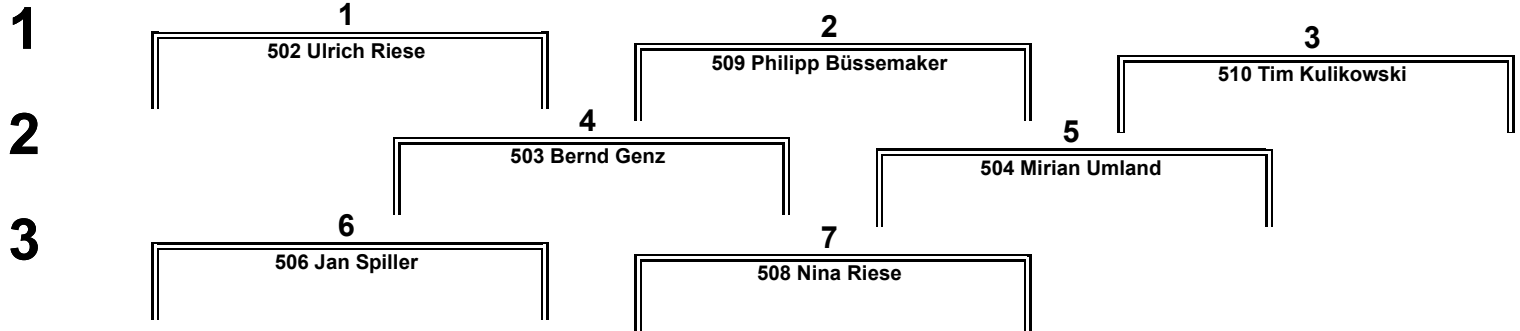 1
1
502 Ulrich Riese
2
509 Philipp Büssemaker
3
510 Tim Kulikowski
2
4
503 Bernd Genz
5
504 Mirian Umland
3
6
506 Jan Spiller
7
508 Nina Riese